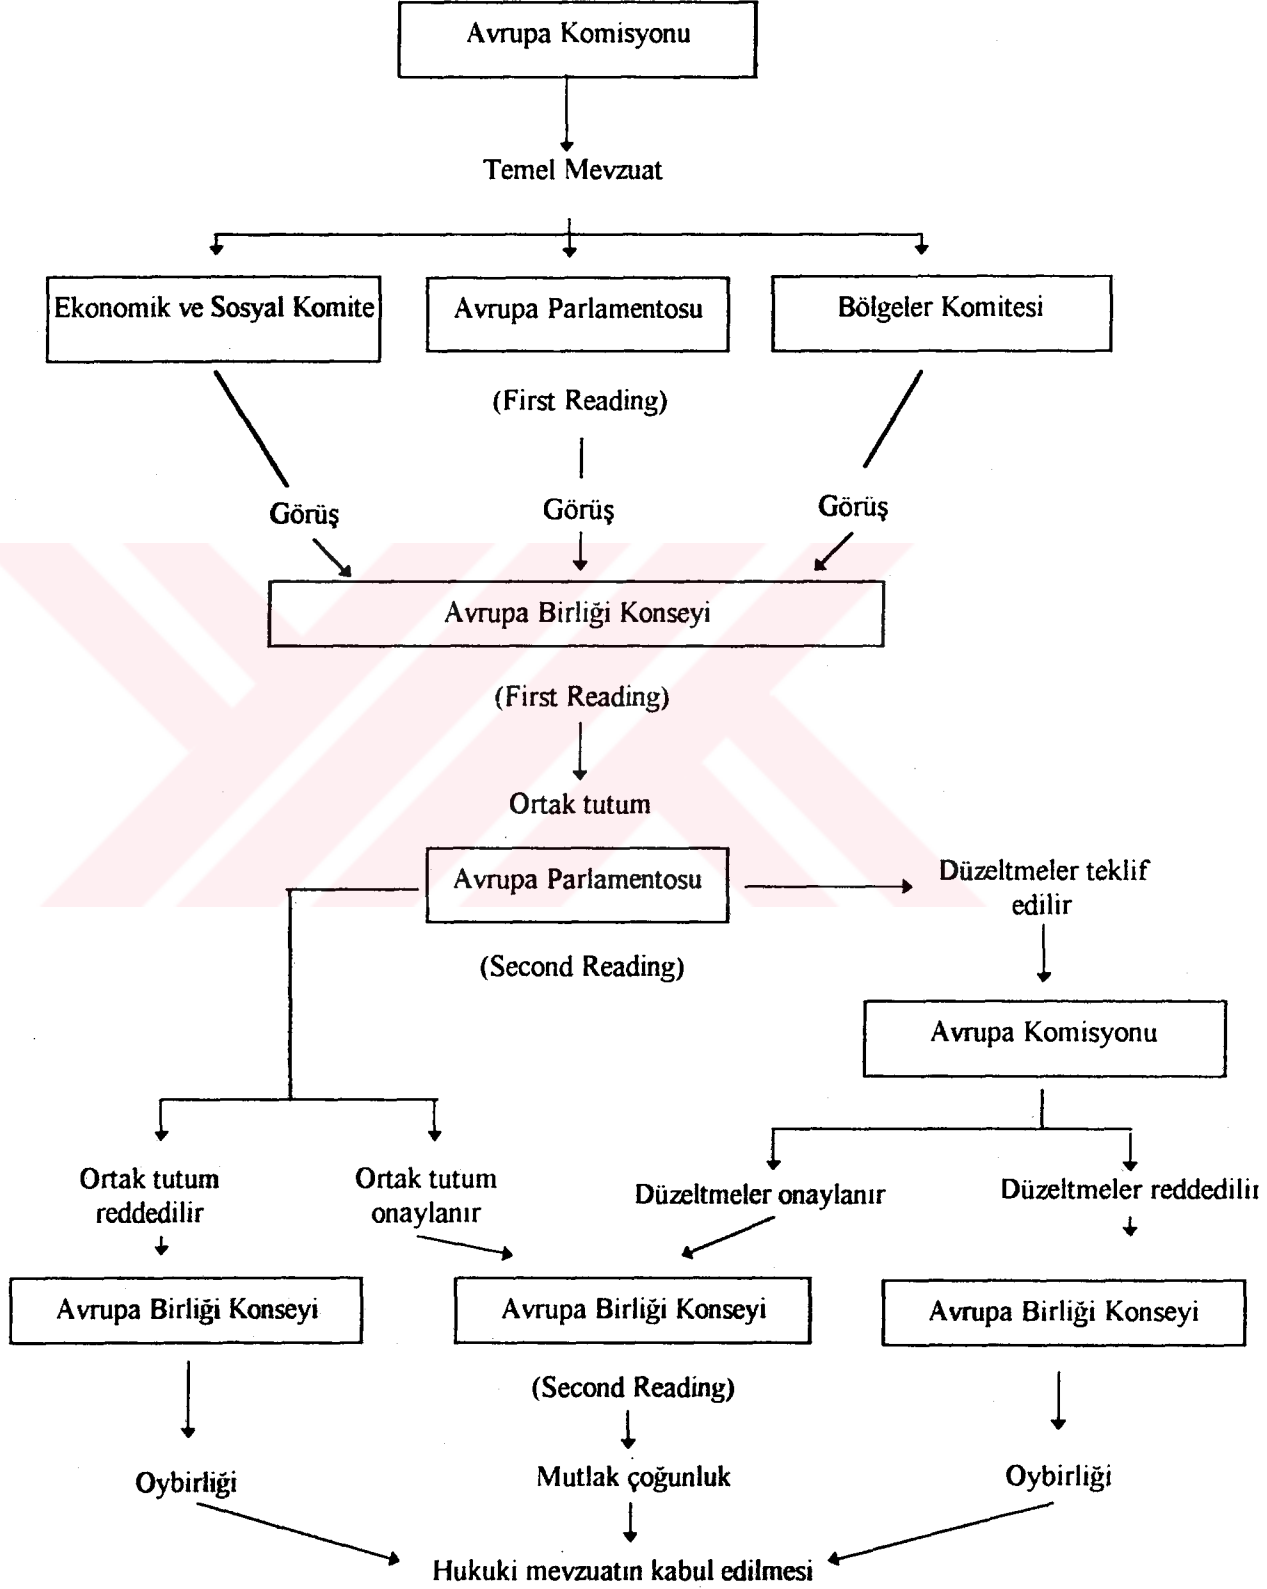 Avrupa Komisyonu
Temel Mevzuat
Ekonomik ve Sosyal Komite
Avrupa Parlamentosu
Bölgeler Komitesi
(First Reading)
Görüş
Görüş
Görüş
Avrupa Birliği Konseyi
(First Reading)
Ortak tutum
Avrupa Parlamentosu
Düzeltmeler teklif
edilir
(Second Reading)
Avrupa Komisyonu
Ortak tutum
reddedilir
Ortak tutum
onaylanır
Düzeltmeler onaylanır
Düzeltmeler reddedilir
Avrupa Birliği Konseyi
Avrupa Birliği Konseyi
Avrupa Birliği Konseyi
(Second Reading)
Oybirliği
Mutlak çoğunluk
Oybirliği
Hukuki mevzuatın kabul edilmesi